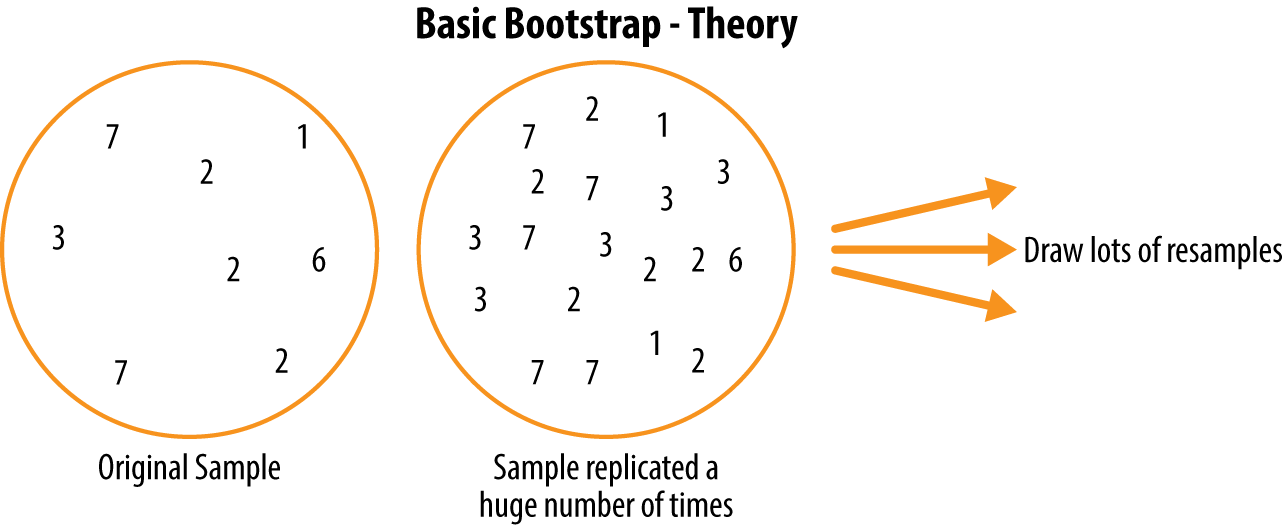 Basic Bootstrap - Theory
7 1
2
3
2 6
7 2
Original Sample
2
7 1
2 7 3
3
3 7 3
2 2 6
3 2
1
7 7 2
Sample replicated a
huge number of times
Draw lots of resamples